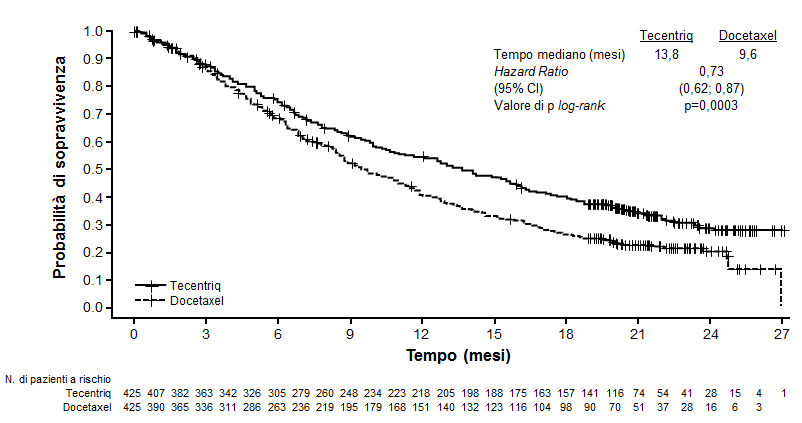 Tecentriq Docetaxel
Tempo mediano (mesi) 13,8 9,6
Hazard Ratio 0,73
(95% CI) (0,62; 0,87)
Valore di p log-rank p=0,0003
Probabilità di sopravvivenza
1.0
0.9
0.8
0.7
0.6
0.5
0.4
0.3
0.2
0.1
0.0
Tecentriq
Docetaxel
0 3 6 9 12 15 18 21 24 27
Tempo (mesi)
N. di pazienti a rischio
Tecentriq 425 407 382 363 342 326 305 279 260 248 234 223 218 205 198 188 175 163 157 141 116 74 54 41 28 15 4 1
Docetaxel 425 390 365 336 311 286 263 236 219 195 179 168 151 140 132 123 116 104 98 90 70 51 37 28 16 6 3